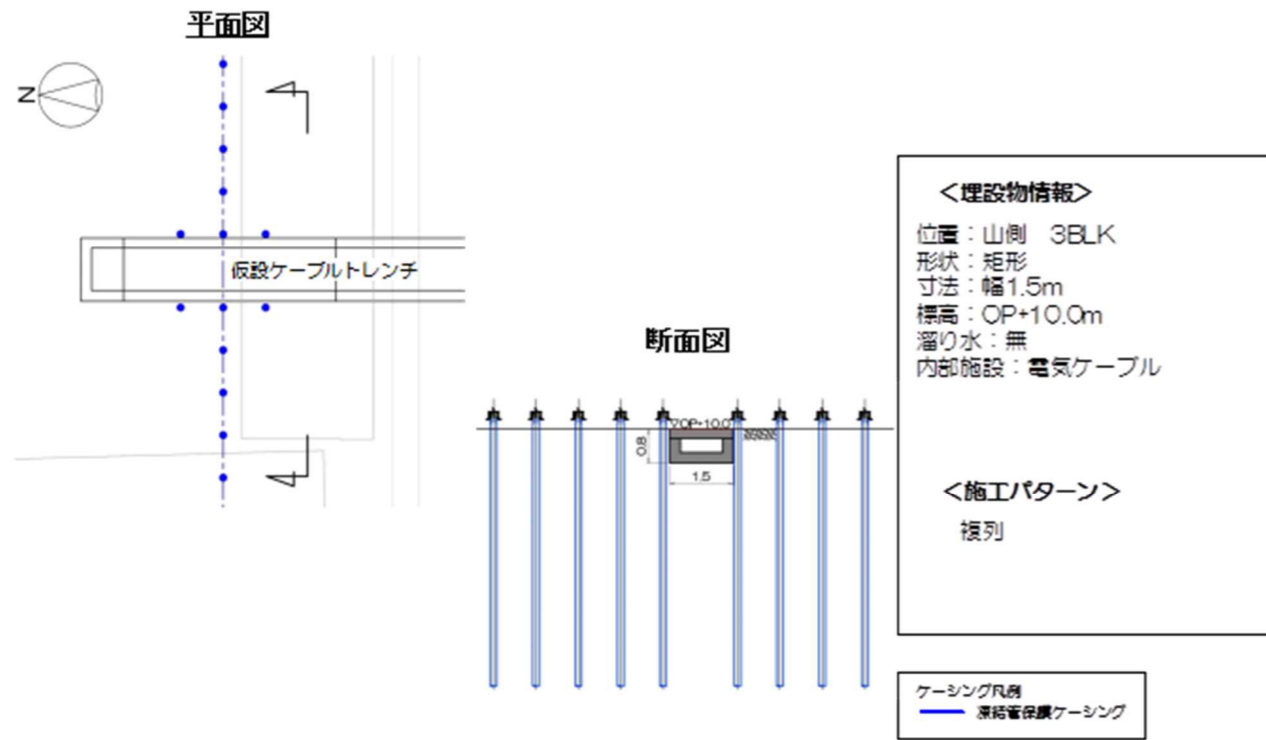 平面図
N
仮設ケーブルトレンチ
断面図
▽OP+10.0
0.8
1.5
＜埋設物情報＞
位置：山側　3BLK
形状：矩形
寸法：幅1.5m
標高：OP+10.0m
溜り水：無
内部施設：電気ケーブル
＜施工パターン＞
複列
ケーシング凡例
凍結管保護ケーシング